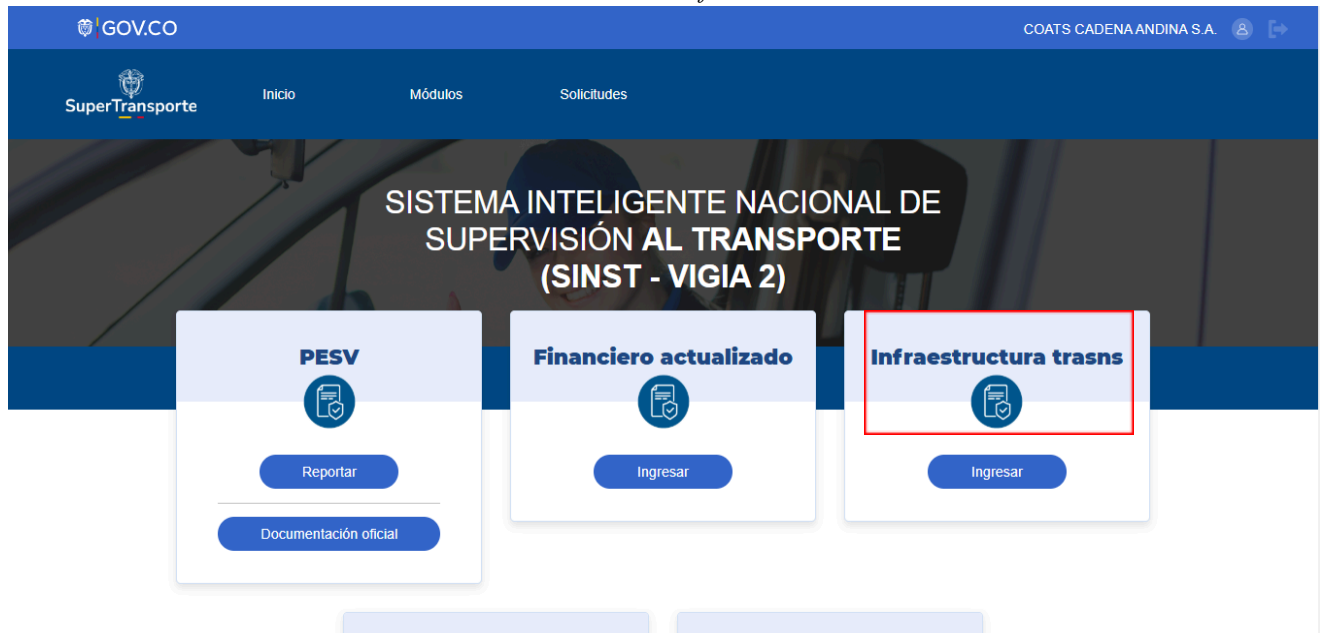 GOV.CO
COATS CADENA ANDINA S.A.
SuperTransporte
Inicio
Módulos
Solicitudes
SISTEMA INTELIGENTE NACIONAL DE
SUPERVISIÓN AL TRANSPORTE
(SINST - VIGIA 2)
PESV
Reportar
Documentación oficial
Financiero actualizado
Ingresar
Infraestructura trasns
Ingresar